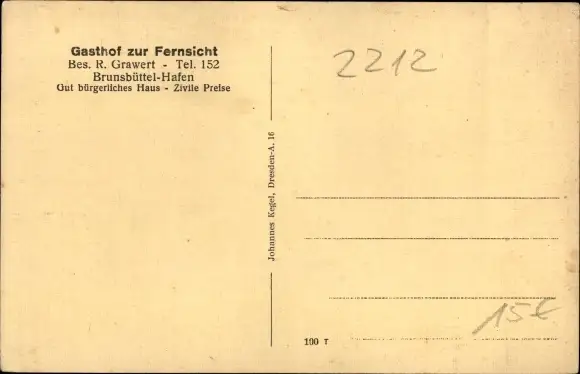 Gasthof zur Fernsicht
Bes. R. Grawert - Tel. 152
Brunsbüttel-Hafen
Gut bürgerliches Haus - Zivile Preise
Johannes Kegel, Dresden-A. 16
2212
15€
100 T